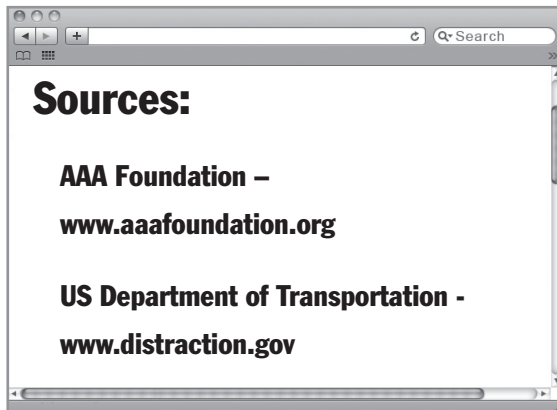 Search
Sources:
AAA Foundation –
www.aaafoundation.org
US Department of Transportation -
www.distraction.gov